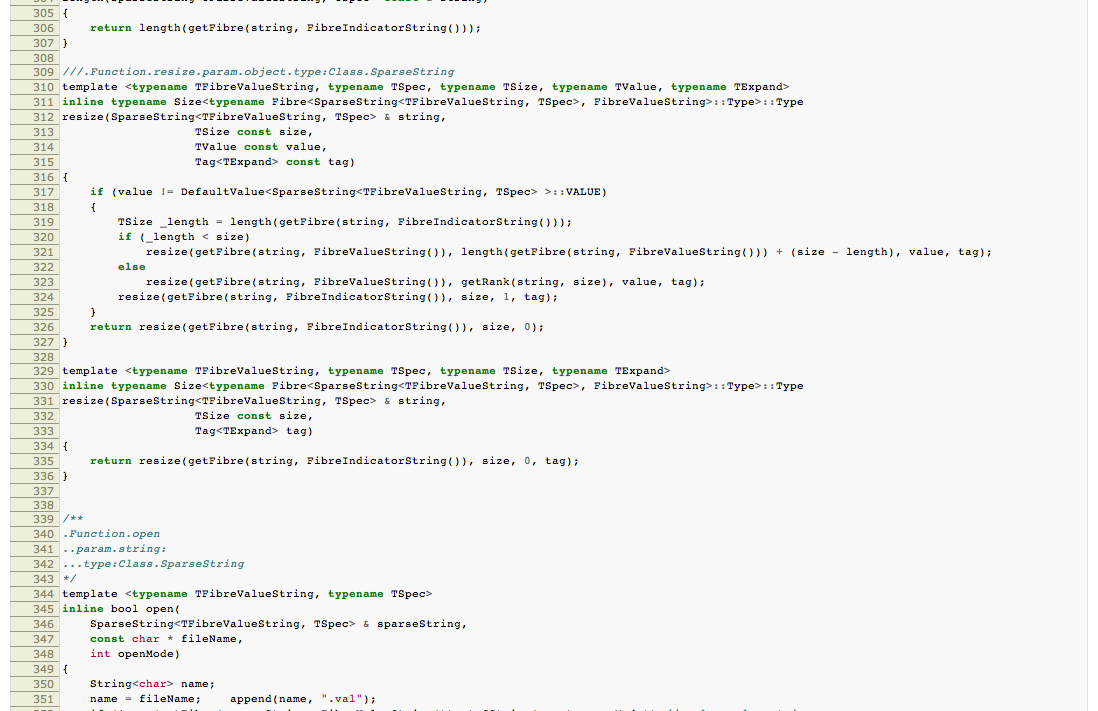 305 {
306     return length(getFibre(string, FibreIndicatorString()));
307 }
308
309 ///.Function.resize.param.object.type:Class.SparseString
310 template <typename TFibreValueString, typename TSpec, typename TSize, typename TValue, typename TExpand>
311 inline typename Size<typename Fibre<SparseString<TFibreValueString, TSpec>, FibreValueString>::Type>::Type
312 resize(SparseString<TFibreValueString, TSpec> & string,
313                    TSize const size,
314                    TValue const value,
315                    Tag<TExpand> const tag)
316 {
317     if (value != DefaultValue<SparseString<TFibreValueString, TSpec> >::VALUE)
318     {
319         TSize _length = length(getFibre(string, FibreIndicatorString()));
320         if (_length < size)
321             resize(getFibre(string, FibreValueString()), length(getFibre(string, FibreValueString())) + (size - length), value, tag);
322         else
323             resize(getFibre(string, FibreValueString()), getRank(string, size), value, tag);
324         resize(getFibre(string, FibreIndicatorString()), size, 1, tag);
325     }
326     return resize(getFibre(string, FibreIndicatorString()), size, 0);
327 }
328
329 template <typename TFibreValueString, typename TSpec, typename TSize, typename TExpand>
330 inline typename Size<typename Fibre<SparseString<TFibreValueString, TSpec>, FibreValueString>::Type>::Type
331 resize(SparseString<TFibreValueString, TSpec> & string,
332                    TSize const size,
333                    Tag<TExpand> tag)
334 {
335     return resize(getFibre(string, FibreIndicatorString()), size, 0, tag);
336 }
337
338
339 /**
340 .Function.open
341 ..param.string:
342 ...type:Class.SparseString
343 */
344 template <typename TFibreValueString, typename TSpec>
345 inline bool open(
346     SparseString<TFibreValueString, TSpec> & sparseString,
347     const char * fileName,
348     int openMode)
349 {
350     String<char> name;
351     name = fileName;    append(name, ".val");